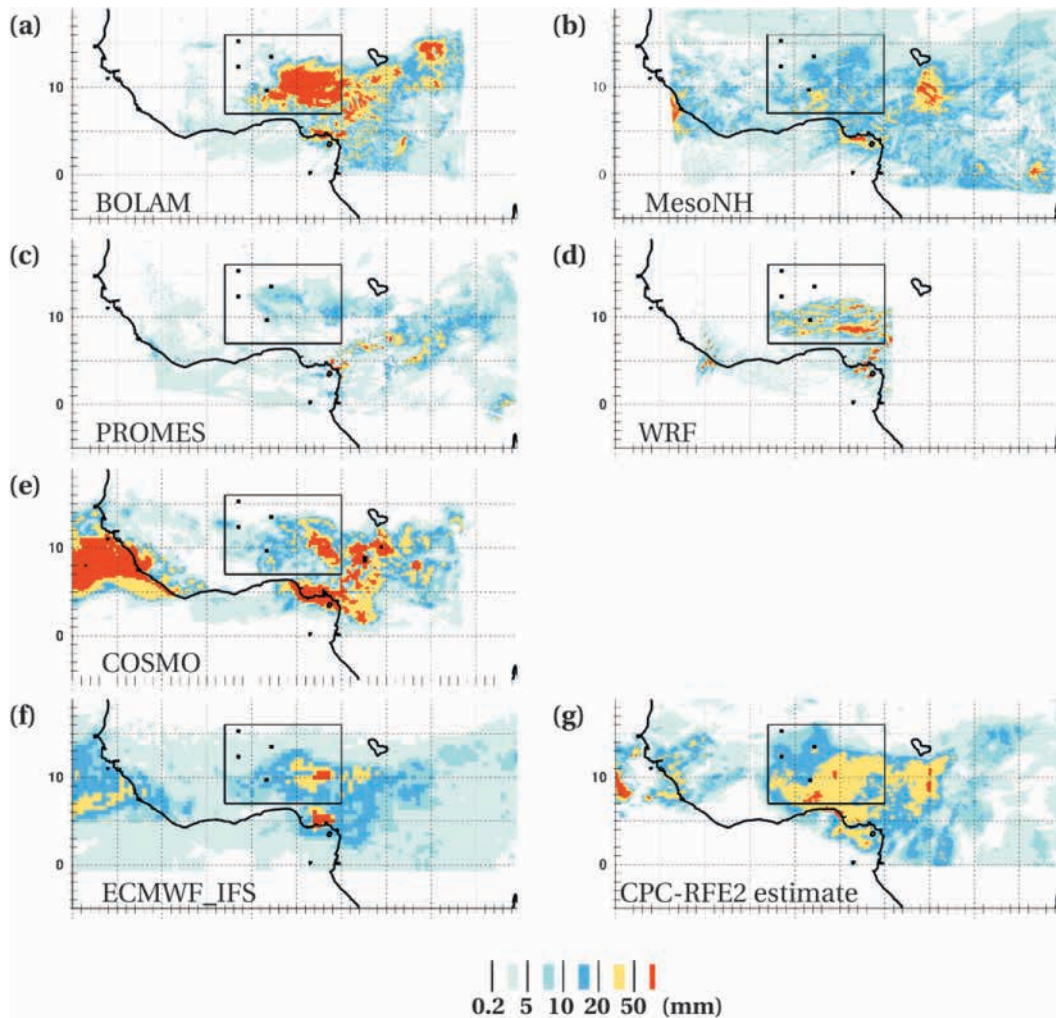 (a)
10
0
BOLAM
(b)
10
0
MesoNH
(c)
10
0
PROMES
(d)
10
0
WRF
(e)
10
0
COSMO
(f)
10
0
ECMWF_IFS
(g)
10
0
CPC-RFE2 estimate
0.2 5 10 20 50 (mm)